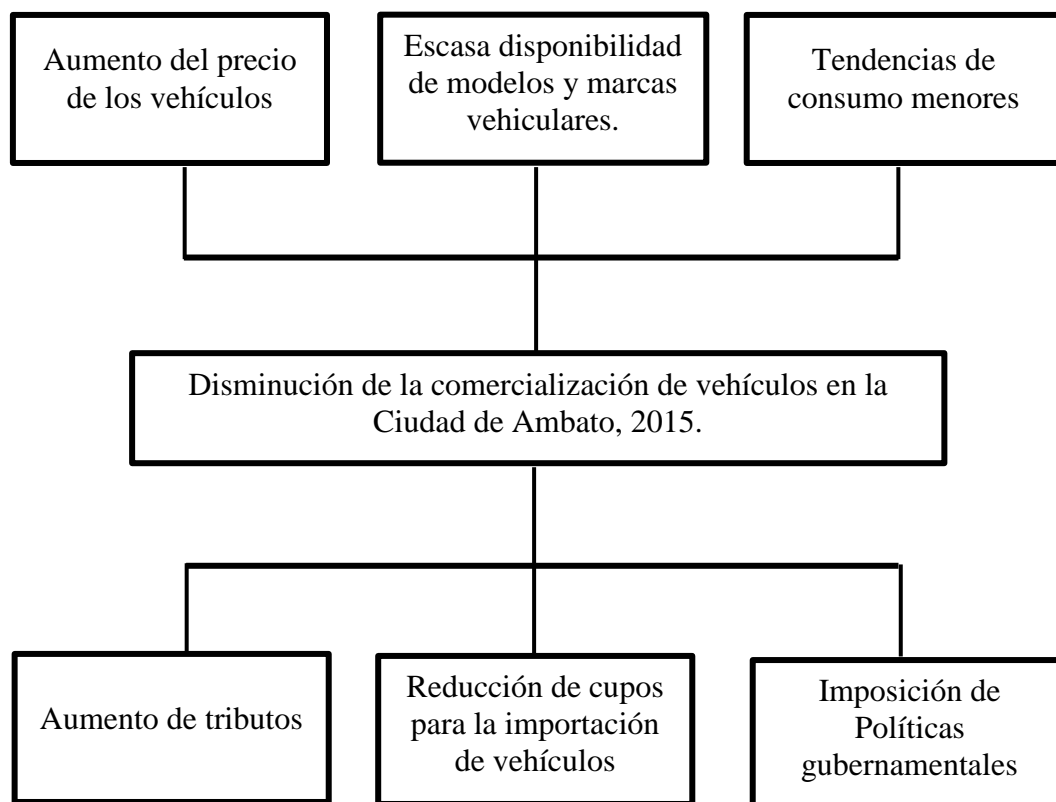 Aumento del precio
de los vehículos
Escasa disponibilidad
de modelos y marcas
vehiculares.
Tendencias de
consumo menores
Disminución de la comercialización de vehículos en la
Ciudad de Ambato, 2015.
Aumento de tributos
Reducción de cupos
para la importación
de vehículos
Imposición de
Políticas
gubernamentales